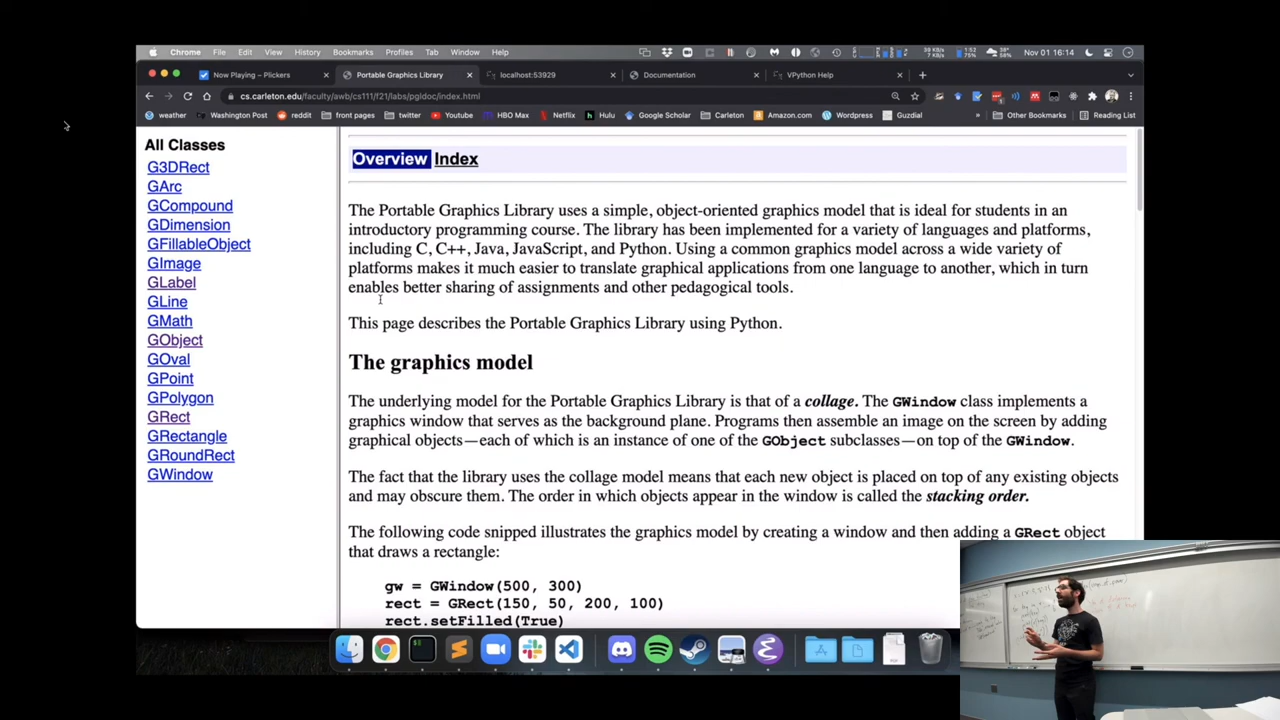 Chrome File Edit View History Bookmarks Profiles Tab Window Help Nov 01 16:14
Now Playing – Plickers Portable Graphics Library localhost:53929 Documentation VPython Help
cs.carleton.edu/faculty/awb/cs111/f21/labs/pgldoc/index.html
weather Washington Post reddit front pages twitter Youtube HBO Max Netflix Hulu Google Scholar Carleton Amazon.com Wordpress Guzdial » Other Bookmarks Reading List
All Classes
G3DRect
GArc
GCompound
GDimension
GFillableObject
GImage
GLabel
GLine
GMath
GObject
GOval
GPoint
GPolygon
GRect
GRectangle
GRoundRect
GWindow
Overview Index
The Portable Graphics Library uses a simple, object-oriented graphics model that is ideal for students in an
introductory programming course. The library has been implemented for a variety of languages and platforms,
including C, C++, Java, JavaScript, and Python. Using a common graphics model across a wide variety of
platforms makes it much easier to translate graphical applications from one language to another, which in turn
enables better sharing of assignments and other pedagogical tools.
This page describes the Portable Graphics Library using Python.
The graphics model
The underlying model for the Portable Graphics Library is that of a collage. The GWindow class implements a
graphics window that serves as the background plane. Programs then assemble an image on the screen by adding
graphical objects—each of which is an instance of one of the GObject subclasses—on top of the GWindow.
The fact that the library uses the collage model means that each new object is placed on top of any existing objects
and may obscure them. The order in which objects appear in the window is called the stacking order.
The following code snipped illustrates the graphics model by creating a window and then adding a GRect object
that draws a rectangle:
gw = GWindow(500, 300)
rect = GRect(150, 50, 200, 100)
rect.setFilled(True)